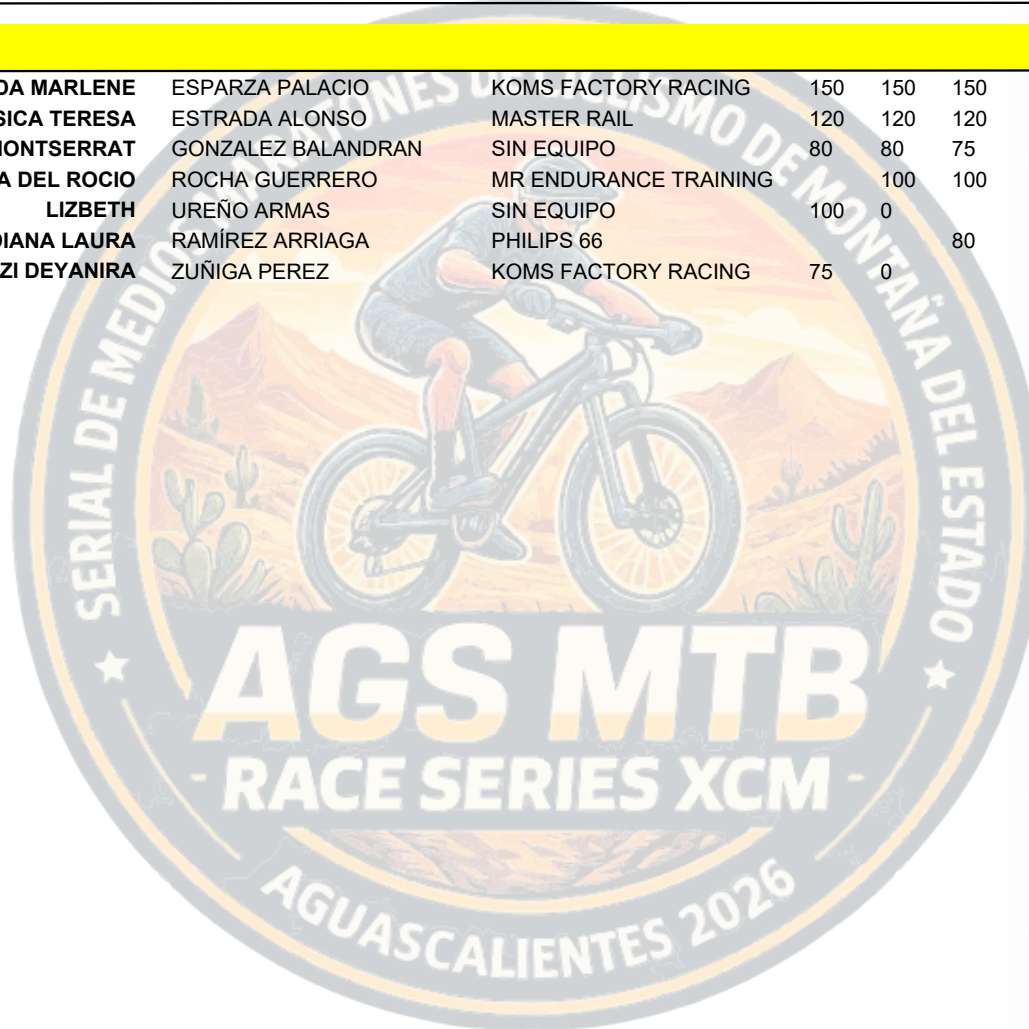 DA MARLENE ESPARZA PALACIO KOMS FACTORY RACING 150 150 150
SICA TERESA ESTRADA ALONSO MASTER RAIL 120 120 120
MONTSERRAT GONZALEZ BALANDRAN SIN EQUIPO 80 80 75
A DEL ROCIO ROCHA GUERRERO MR ENDURANCE TRAINING 100 100
LIZBETH UREÑO ARMAS SIN EQUIPO 100 0
DIANA LAURA RAMÍREZ ARRIAGA PHILIPS 66 80
ZI DEYANIRA ZUÑIGA PEREZ KOMS FACTORY RACING 75 0
SERIAL DE MEDIOS MARATONES DE CICLISMO DE MONTAÑA DEL ESTADO
AGS MTB
- RACE SERIES XCM -
AGUASCALIENTES 2026